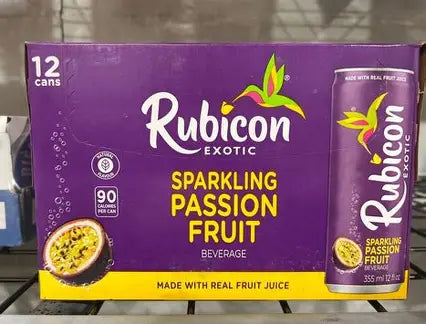 12
cans
Rubicon
EXOTIC
NATURAL
FLAVOUR
90
CALORIES
PER CAN
SPARKLING
PASSION
FRUIT
BEVERAGE
MADE WITH REAL FRUIT JUICE
MADE WITH REAL FRUIT JUICE
Rubicon
EXOTIC
SPARKLING
PASSION
FRUIT
BEVERAGE
355 ml 12 fl oz